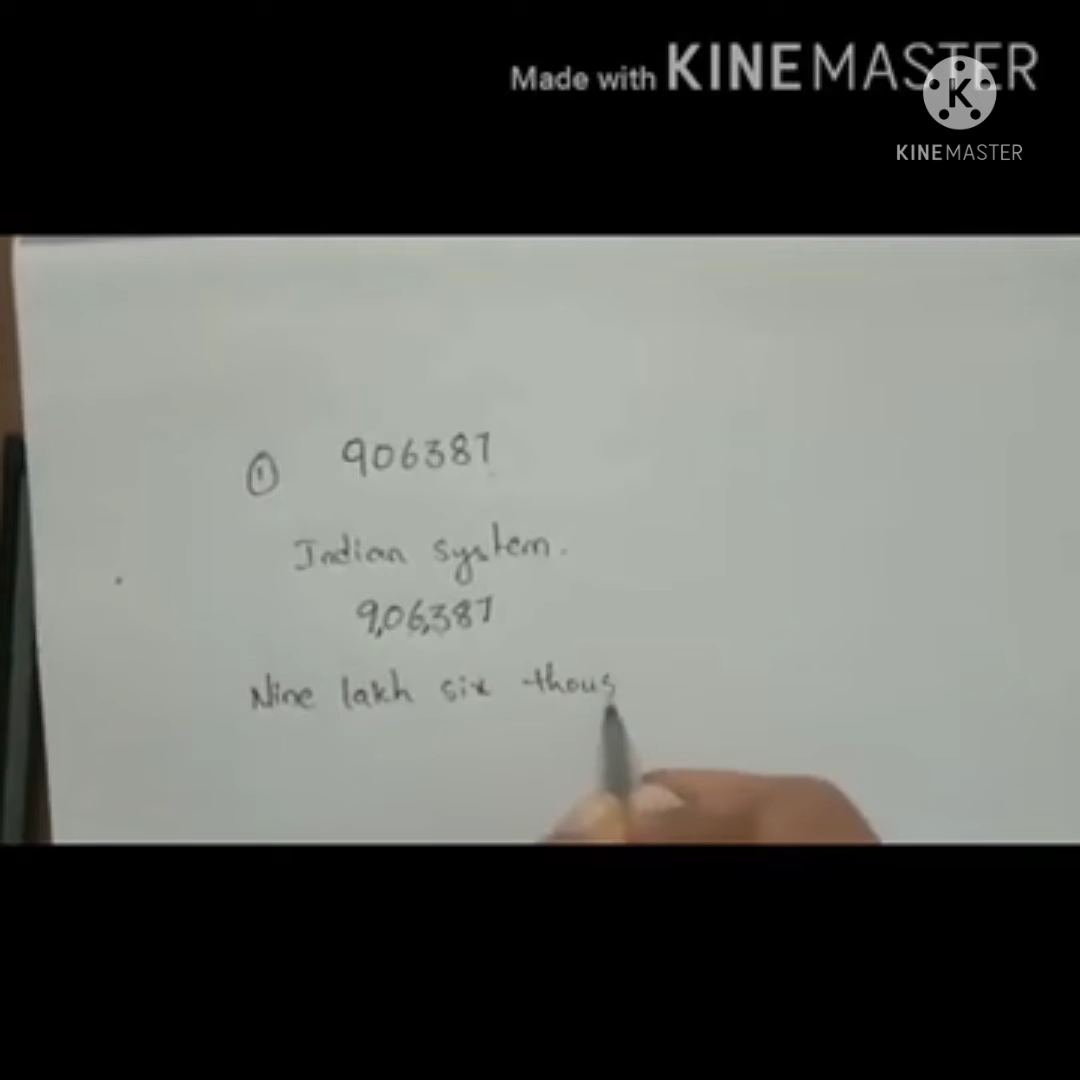 Made with KINEMASTER
KINEMASTER
① 906387
Indian system.
9,06,387
Nine lakh six thous